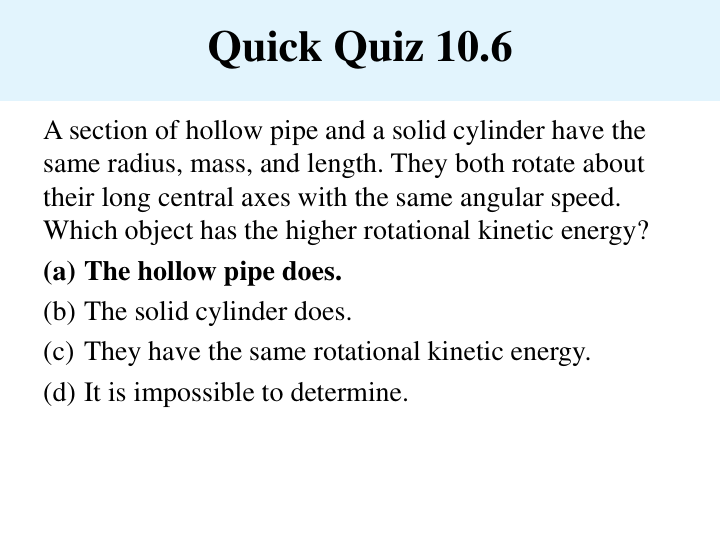 Quick Quiz 10.6
A section of hollow pipe and a solid cylinder have the
same radius, mass, and length. They both rotate about
their long central axes with the same angular speed.
Which object has the higher rotational kinetic energy?
(a) The hollow pipe does.
(b) The solid cylinder does.
(c) They have the same rotational kinetic energy.
(d) It is impossible to determine.